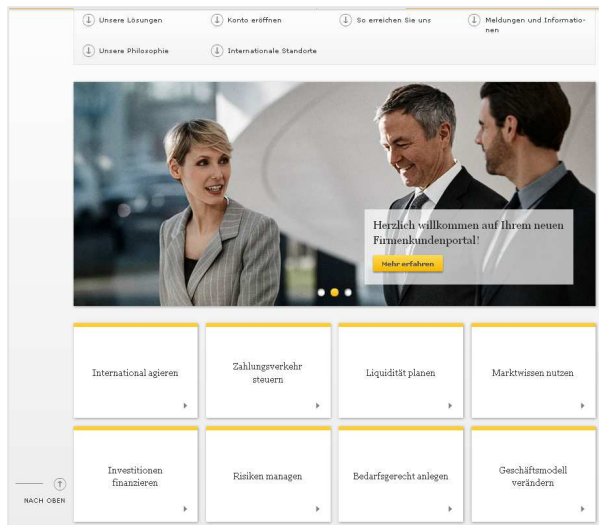 Unsere Lösungen
Konto eröffnen
So erreichen Sie uns
Meldungen und Informatio-
nen
Unsere Philosophie
Internationale Standorte
Herzlich willkommen auf Ihrem neuen
Firmenkundenportal!
Mehr erfahren
International agieren
Zahlungsverkehr
steuern
Liquidität planen
Marktwissen nutzen
Investitionen
finanzieren
Risiken managen
Bedarfsgerecht anlegen
Geschäftsmodell
verändern
NACH OBEN